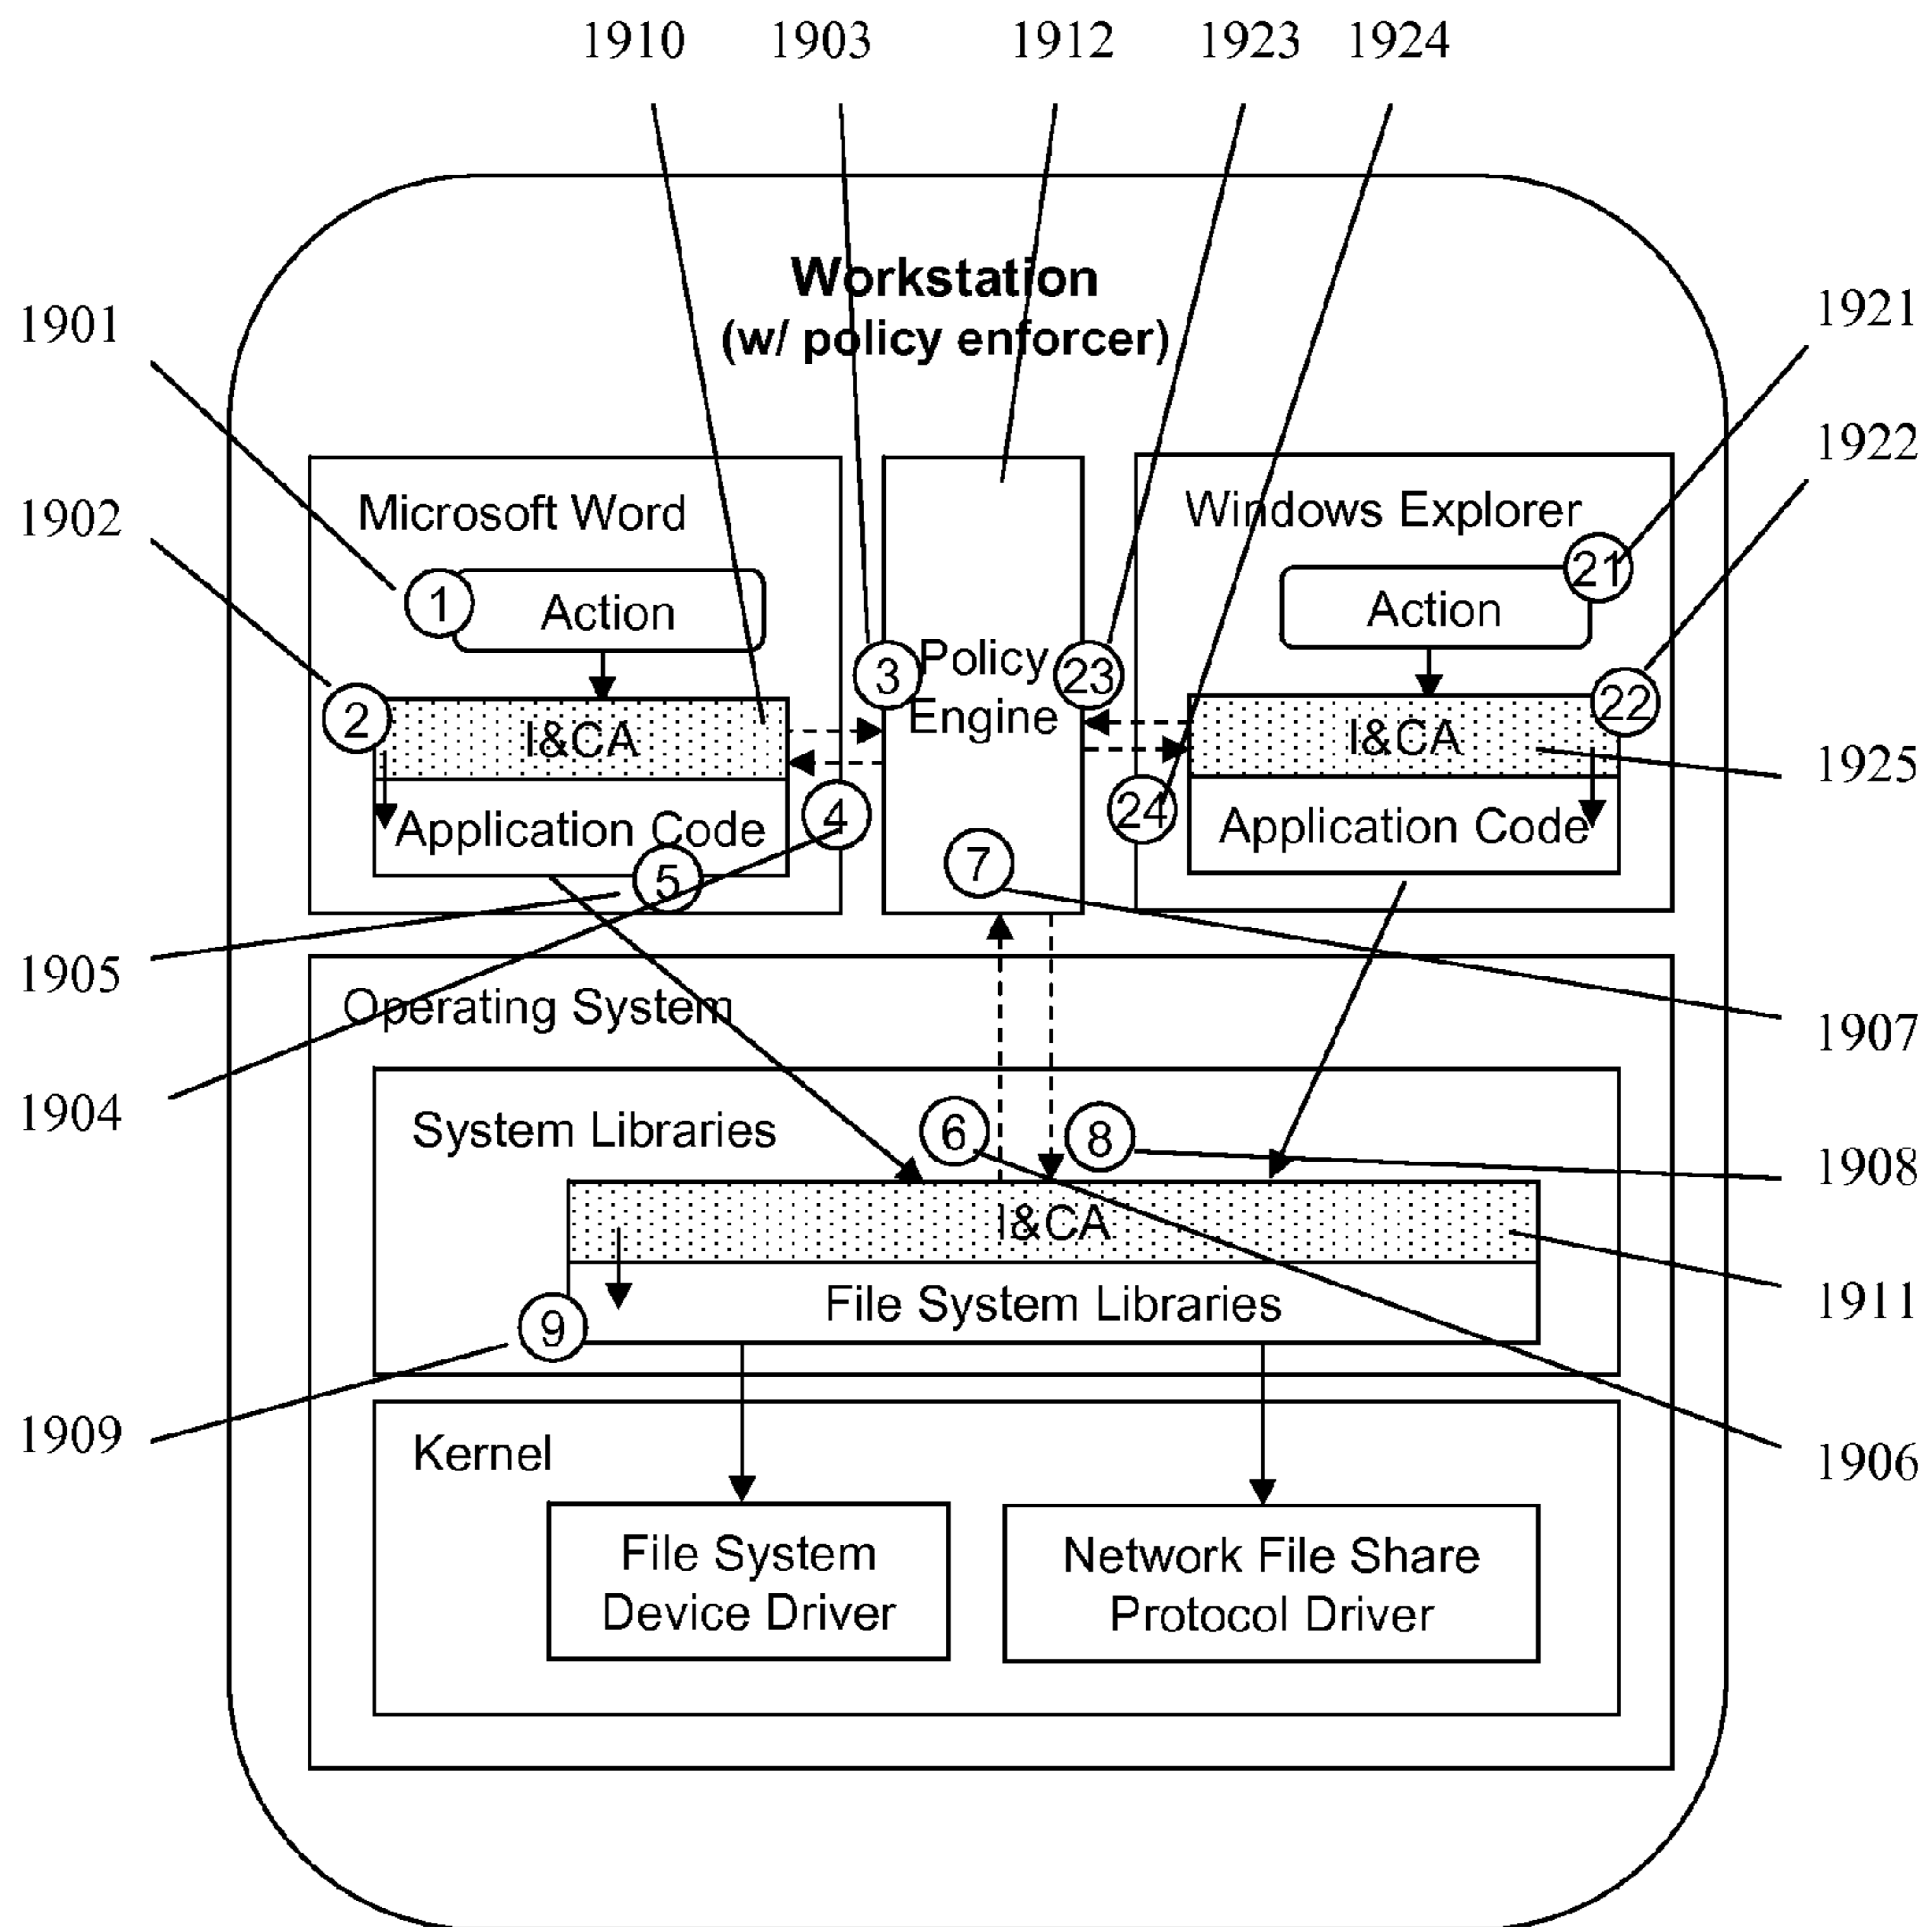 1910 1903 1912 1923 1924
Workstation
(w/ policy enforcer)
1901
1921
1902
1922
Microsoft Word
Windows Explorer
1
Action
21
Action
2
I&CA
3
Policy
Engine
23
22
I&CA
1925
Application Code
4
24
Application Code
5
7
1905
1907
Operating System
1904
System Libraries
6
8
1908
I&CA
1911
File System Libraries
9
1909
1906
Kernel
File System
Device Driver
Network File Share
Protocol Driver